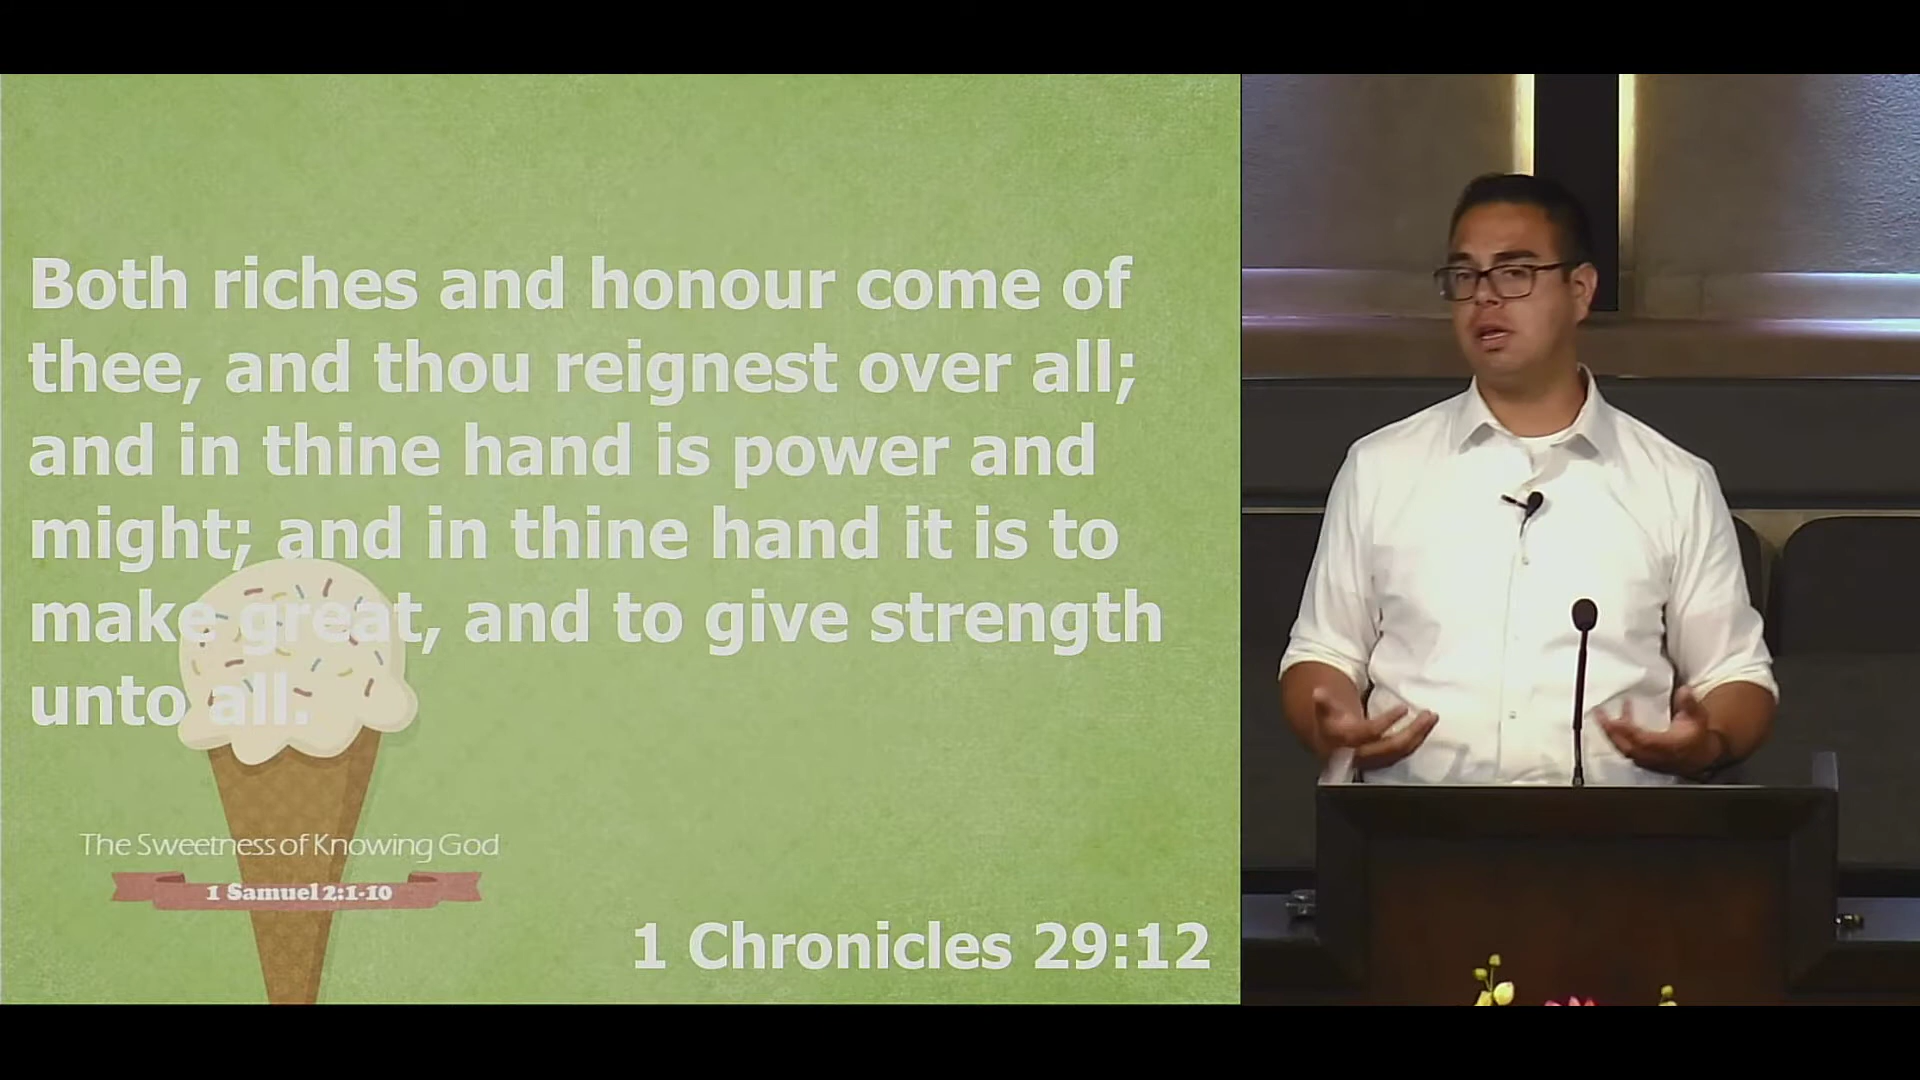 Both riches and honour come of
thee, and thou reignest over all;
and in thine hand is power and
might; and in thine hand it is to
make great, and to give strength
unto all.
The Sweetness of Knowing God
1 Samuel 2:1-10
1 Chronicles 29:12